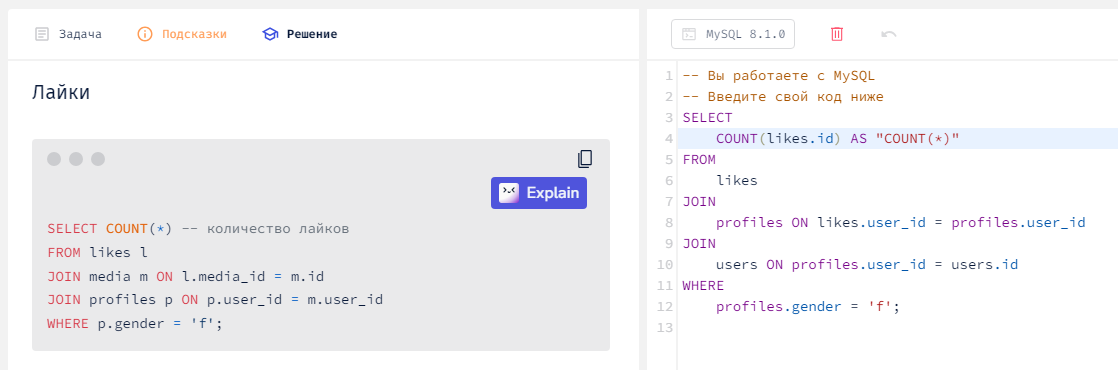 Задача Подсказки Решение
Лайки
Explain
SELECT COUNT(*) -- количество лайков
FROM likes l
JOIN media m ON l.media_id = m.id
JOIN profiles p ON p.user_id = m.user_id
WHERE p.gender = 'f';
MySQL 8.1.0
1 -- Вы работаете с MySQL
2 -- Введите свой код ниже
3 SELECT
4 COUNT(likes.id) AS "COUNT(*)"
5 FROM
6 likes
7 JOIN
8 profiles ON likes.user_id = profiles.user_id
9 JOIN
10 users ON profiles.user_id = users.id
11 WHERE
12 profiles.gender = 'f';
13